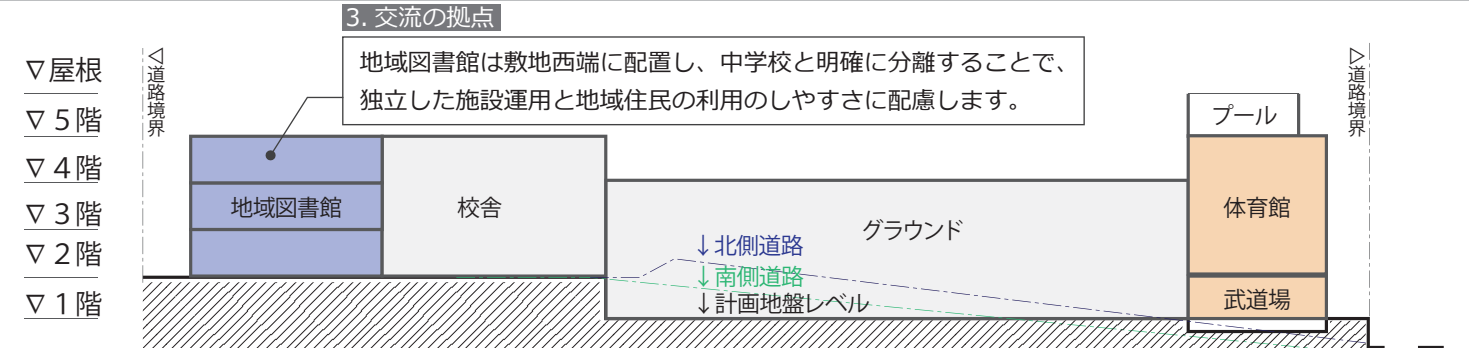 3. 交流の拠点
地域図書館は敷地西端に配置し、中学校と明確に分離することで、
独立した施設運用と地域住民の利用のしやすさに配慮します。
▽屋根
▽5階
▽4階
▽3階
▽2階
▽1階
▽道路境界
▽道路境界
プール
地域図書館
校舎
グラウンド
体育館
武道場
↓北側道路
↓南側道路
↓計画地盤レベル